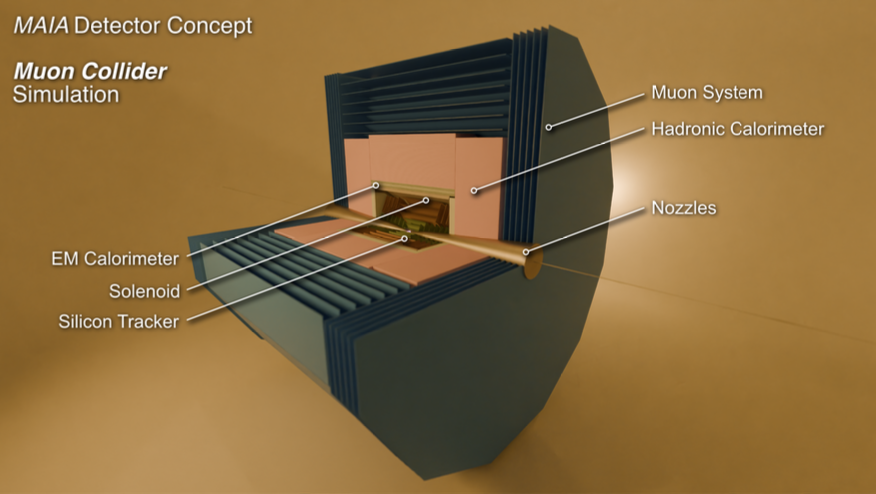 MAIA Detector Concept
Muon Collider
Simulation
Muon System
Hadronic Calorimeter
Nozzles
EM Calorimeter
Solenoid
Silicon Tracker